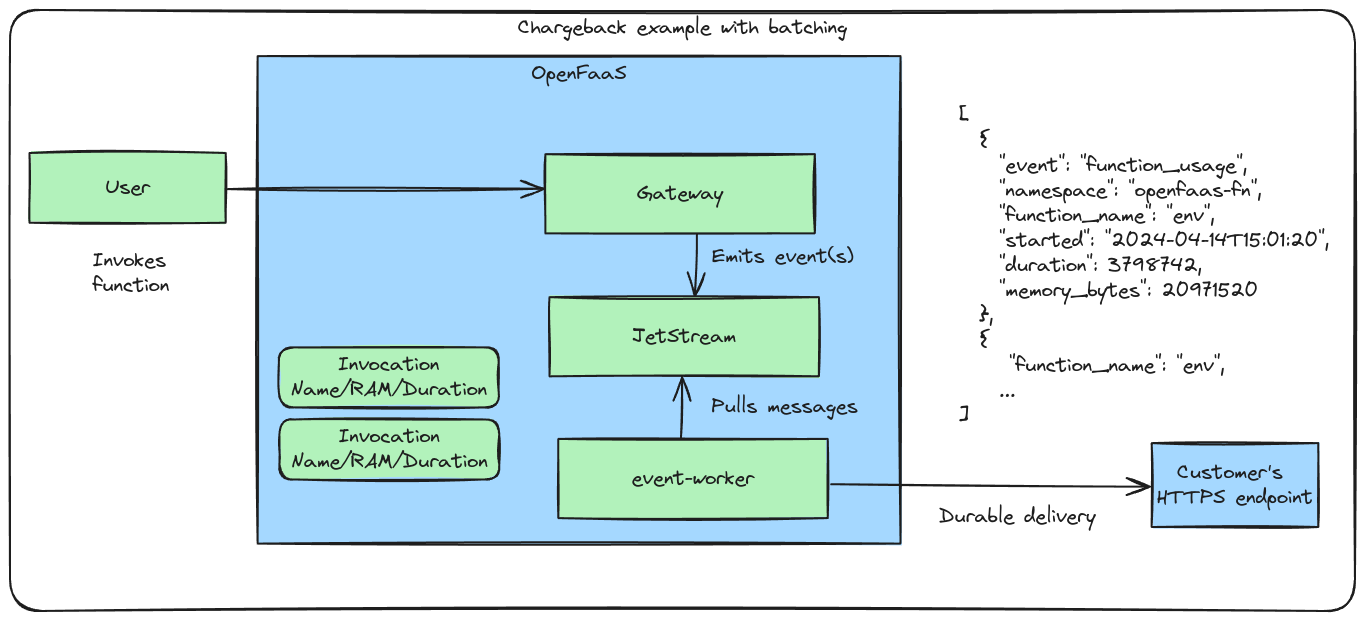 Chargeback example with batching
OpenFaaS
User
Invokes
function
Gateway
Emits event(s)
JetStream
Invocation
Name/RAM/Duration
Invocation
Name/RAM/Duration
Pulls messages
event-worker
Durable delivery
Customer's
HTTPS endpoint
[
{
"event": "function_usage",
"namespace": "openfaas-fn",
"function_name": "env",
"started": "2024-04-14T15:01:20",
"duration": 3798742,
"memory_bytes": 20971520
},
{
"function_name": "env",
...
]